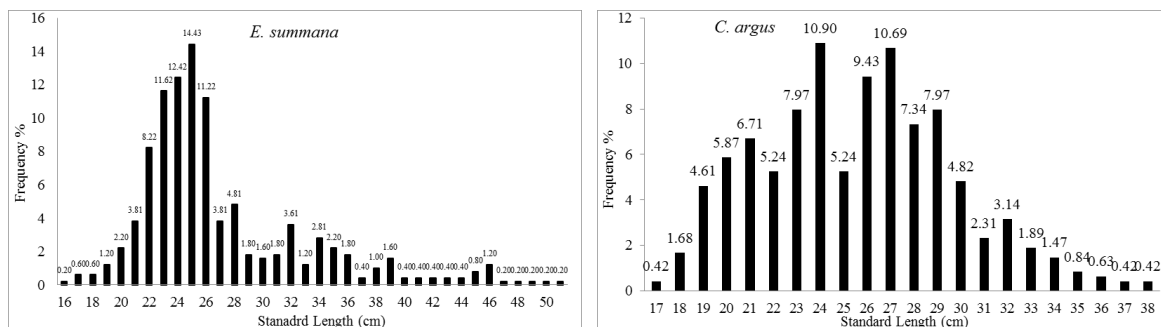 E. summana
Frequency %
16
14
12
10
8
6
4
2
0
0.20 0.60 0.60 1.20 2.20 3.81 8.22 11.62 12.42 14.43 11.22 3.81 4.81 1.80 1.60 1.80 3.61 1.20 2.81 2.20 1.80 0.40 1.00 1.60 0.40 0.40 0.40 0.40 0.40 0.80 1.20 0.20 0.20 0.20 0.20 0.20
16 18 20 22 24 26 28 30 32 34 36 38 40 42 44 46 48 50
Stanadrd Length (cm)
C. argus
Frequency %
12
10
8
6
4
2
0
0.42 1.68 4.61 5.87 6.71 5.24 7.97 10.90 5.24 9.43 10.69 7.34 7.97 4.82 2.31 3.14 1.89 1.47 0.84 0.63 0.42 0.42
17 18 19 20 21 22 23 24 25 26 27 28 29 30 31 32 33 34 35 36 37 38
Standard Length (cm)